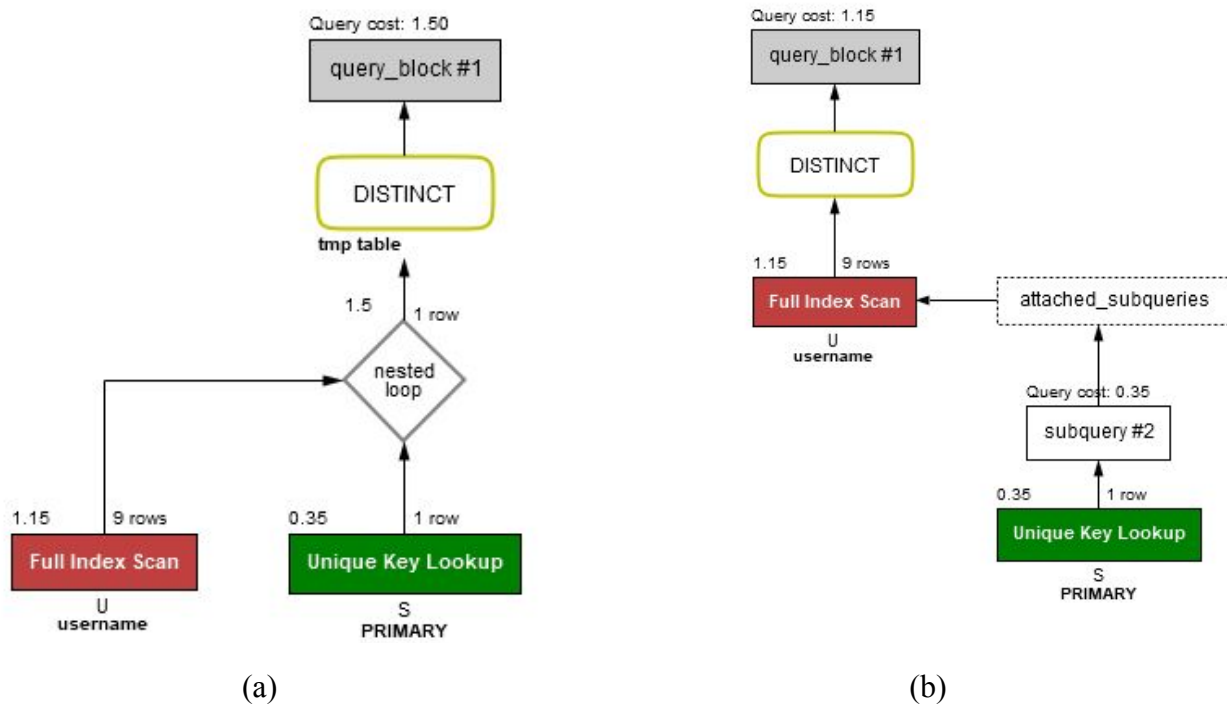 Query cost: 1.50
query_block #1
DISTINCT
tmp table
1.5
1 row
nested
loop
1.15
9 rows
Full Index Scan
U
username
0.35
1 row
Unique Key Lookup
S
PRIMARY
(a)
Query cost: 1.15
query_block #1
DISTINCT
1.15
9 rows
Full Index Scan
U
username
attached_subqueries
Query cost: 0.35
subquery #2
0.35
1 row
Unique Key Lookup
S
PRIMARY
(b)